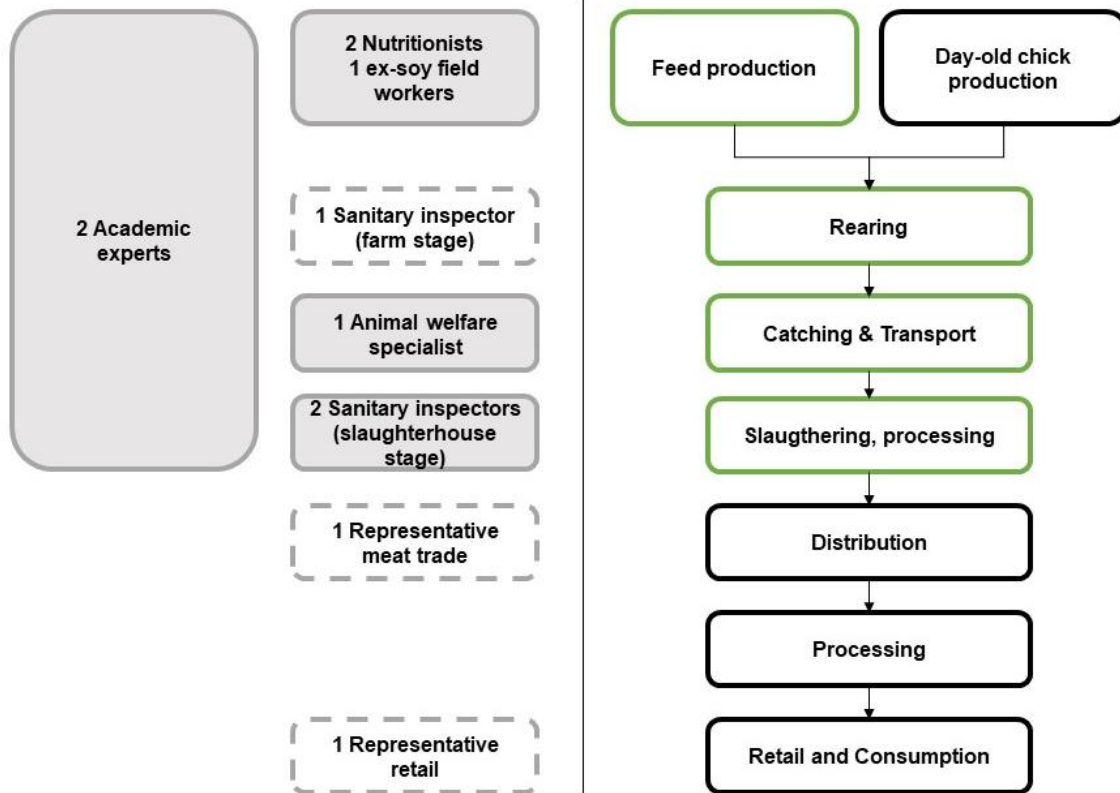 2 Academic
experts
2 Nutritionists
1 ex-soy field
workers
1 Sanitary inspector
(farm stage)
1 Animal welfare
specialist
2 Sanitary inspectors
(slaughterhouse
stage)
1 Representative
meat trade
1 Representative
retail
Feed production
Day-old chick
production
Rearing
Catching & Transport
Slaugthering, processing
Distribution
Processing
Retail and Consumption